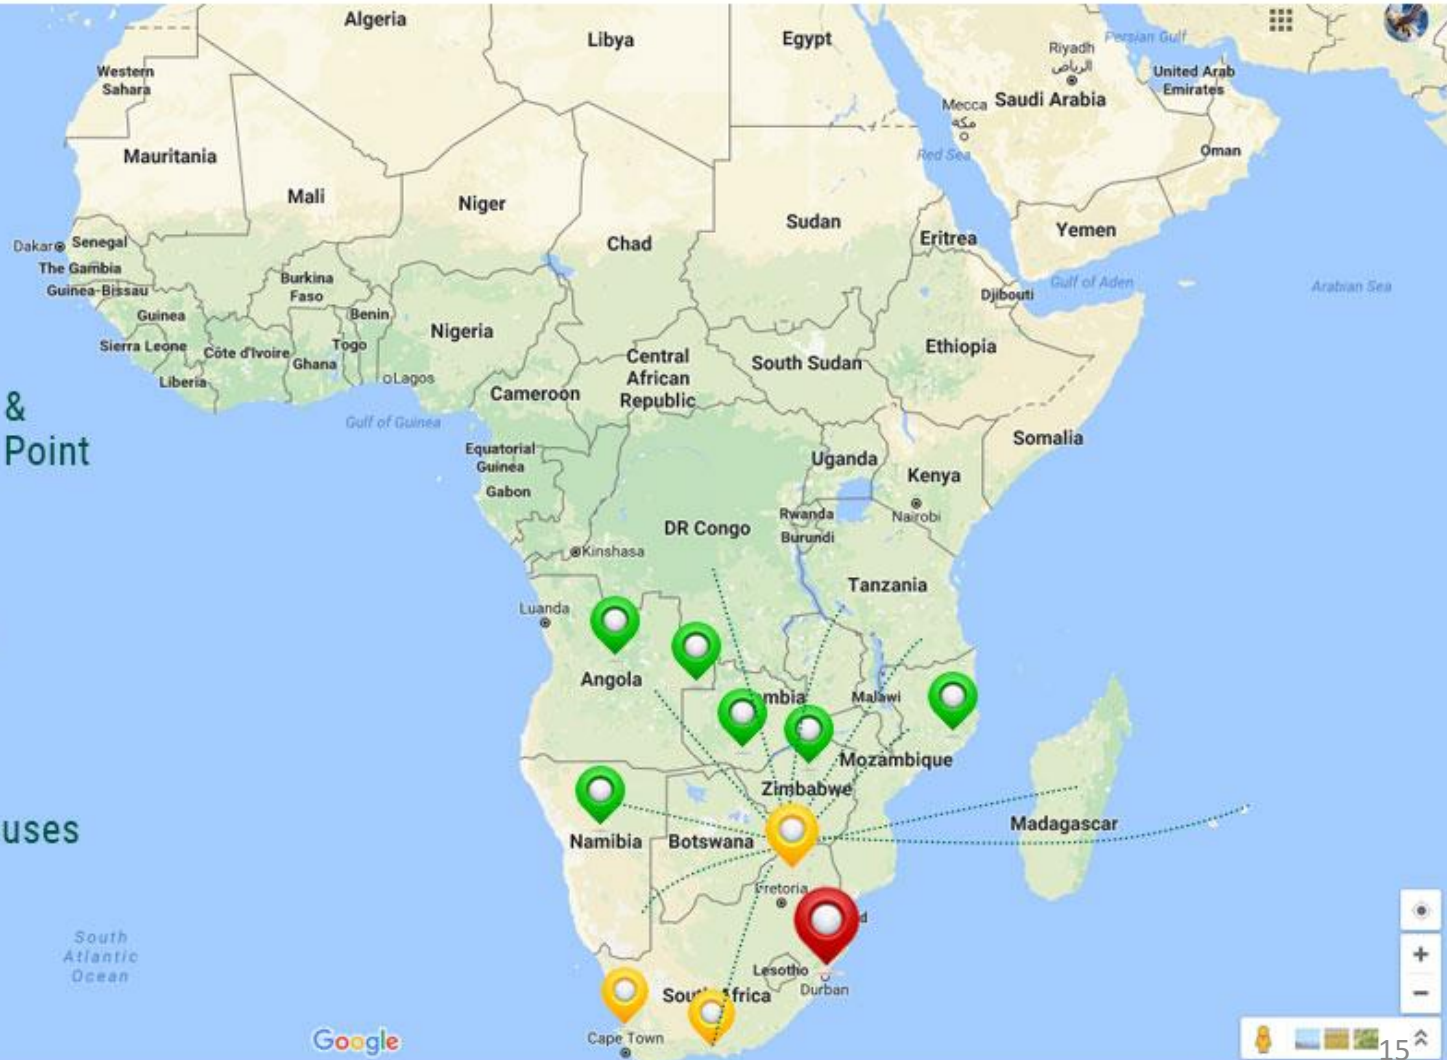 Algeria
Libya
Egypt
Persian Gulf
Riyadh
الرياض
Western
Sahara
United Arab
Emirates
Mecca
مكة
Saudi Arabia
Mauritania
Red Sea
Oman
Mali
Niger
Sudan
Chad
Eritrea
Yemen
Dakar
Senegal
The Gambia
Guinea-Bissau
Burkina
Faso
Gulf of Aden
Djibouti
Arabian Sea
Guinea
Benin
Nigeria
Sierra Leone
Côte d'Ivoire
Togo
Ghana
Ethiopia
Central
African
Republic
South Sudan
Liberia
Lagos
Cameroon
&
Point
Gulf of Guinea
Somalia
Equatorial
Guinea
Uganda
Kenya
Gabon
Rwanda
Nairobi
DR Congo
Burundi
Kinshasa
Tanzania
Luanda
Angola
mbia
Malawi
Mozambique
Zimbabwe
uses
Namibia
Botswana
Madagascar
Pretoria
d
South
Atlantic
Ocean
Lesotho
Durban
South Africa
Cape Town
Google
+
−
15